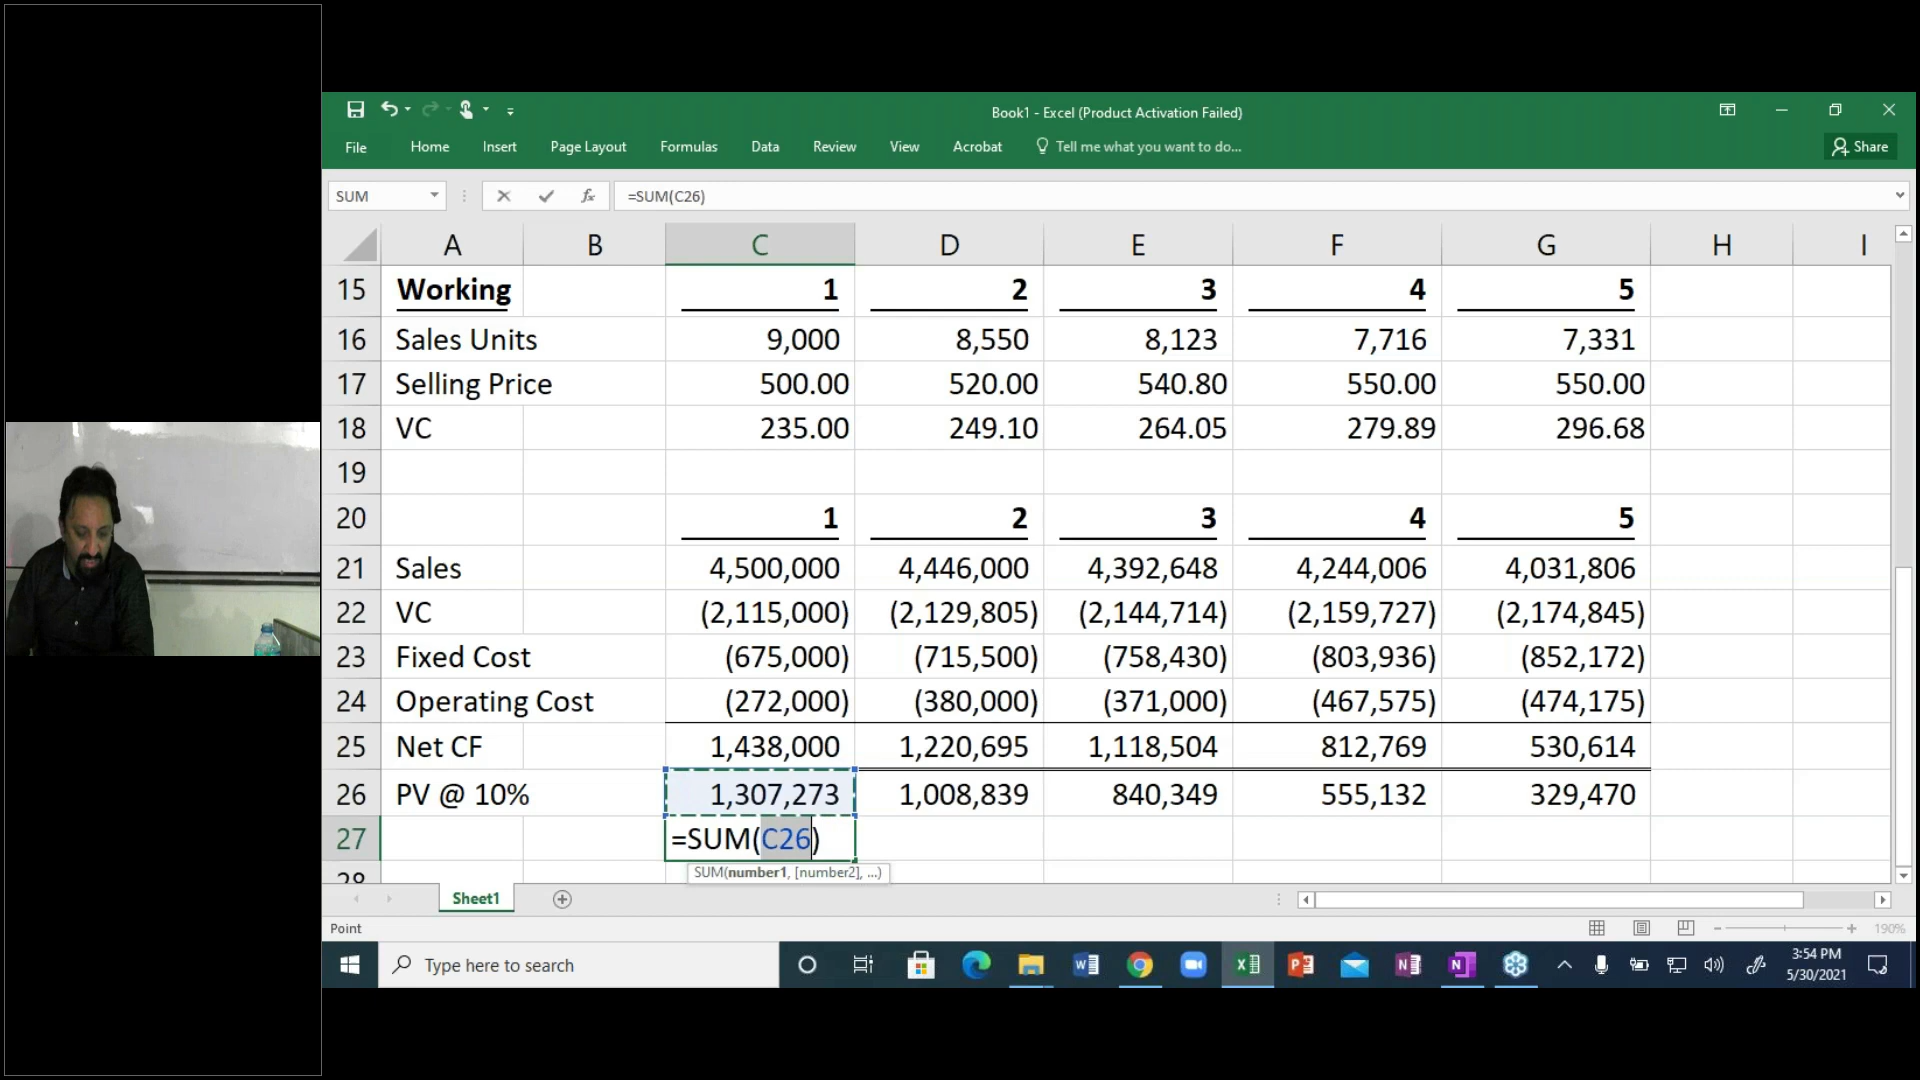 Book1 - Excel (Product Activation Failed)
File Home Insert Page Layout Formulas Data Review View Acrobat Tell me what you want to do... Share
SUM fx =SUM(C26)
A B C D E F G H I
15 Working 1 2 3 4 5
16 Sales Units 9,000 8,550 8,123 7,716 7,331
17 Selling Price 500.00 520.00 540.80 550.00 550.00
18 VC 235.00 249.10 264.05 279.89 296.68
19
20 1 2 3 4 5
21 Sales 4,500,000 4,446,000 4,392,648 4,244,006 4,031,806
22 VC (2,115,000) (2,129,805) (2,144,714) (2,159,727) (2,174,845)
23 Fixed Cost (675,000) (715,500) (758,430) (803,936) (852,172)
24 Operating Cost (272,000) (380,000) (371,000) (467,575) (474,175)
25 Net CF 1,438,000 1,220,695 1,118,504 812,769 530,614
26 PV @ 10% 1,307,273 1,008,839 840,349 555,132 329,470
27 =SUM(C26)
28 SUM(number1, [number2], ...)
Sheet1
Point 190%
Type here to search 3:54 PM
5/30/2021